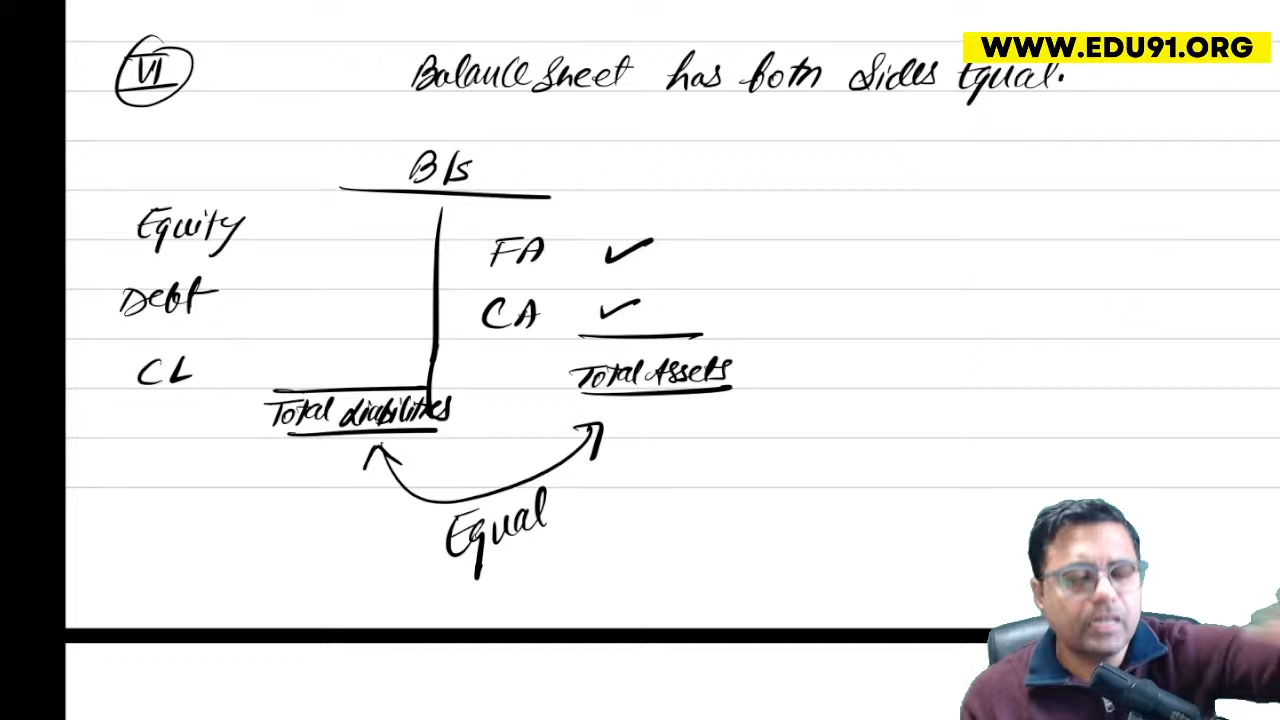 WWW.EDU91.ORG
VI
Balance Sheet has both sides Equal.
B/s
Equity
FA
Debt
CA
CL
Total Assets
Total Liabilities
Equal